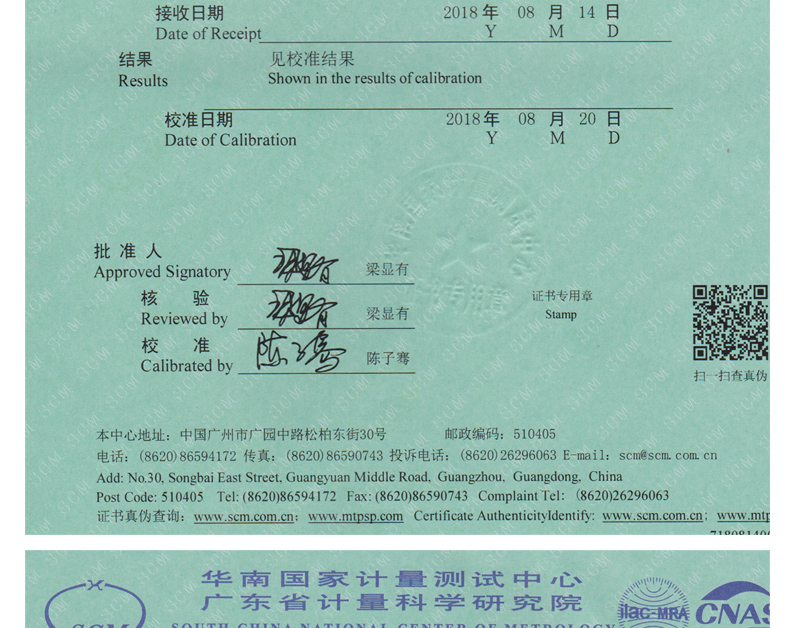 接收日期 2018 年 08 月 14 日
Date of Receipt Y M D
结果 见校准结果
Results Shown in the results of calibration
校准日期 2018 年 08 月 20 日
Date of Calibration Y M D
批 准 人
Approved Signatory 梁显有
核 验
Reviewed by 梁显有
证书专用章
Stamp
校 准
Calibrated by 陈子骞
扫一扫查真伪
本中心地址：中国广州市广园中路松柏东街30号 邮政编码：510405
电话：(8620)86594172 传真：(8620)86590743 投诉电话：(8620)26296063 E-mail：scm@scm.com.cn
Add: No.30, Songbai East Street, Guangyuan Middle Road, Guangzhou, Guangdong, China
Post Code: 510405 Tel: (8620)86594172 Fax: (8620)86590743 Complaint Tel: (8620)26296063
证书真伪查询：www.scm.com.cn；www.mtpsp.com Certificate AuthenticityIdentify: www.scm.com.cn；www.mtp
华南国家计量测试中心
广东省计量科学研究院
SOUTH CHINA NATIONAL CENTER OF METROLOGY
SCM
ilac-MRA
CNAS